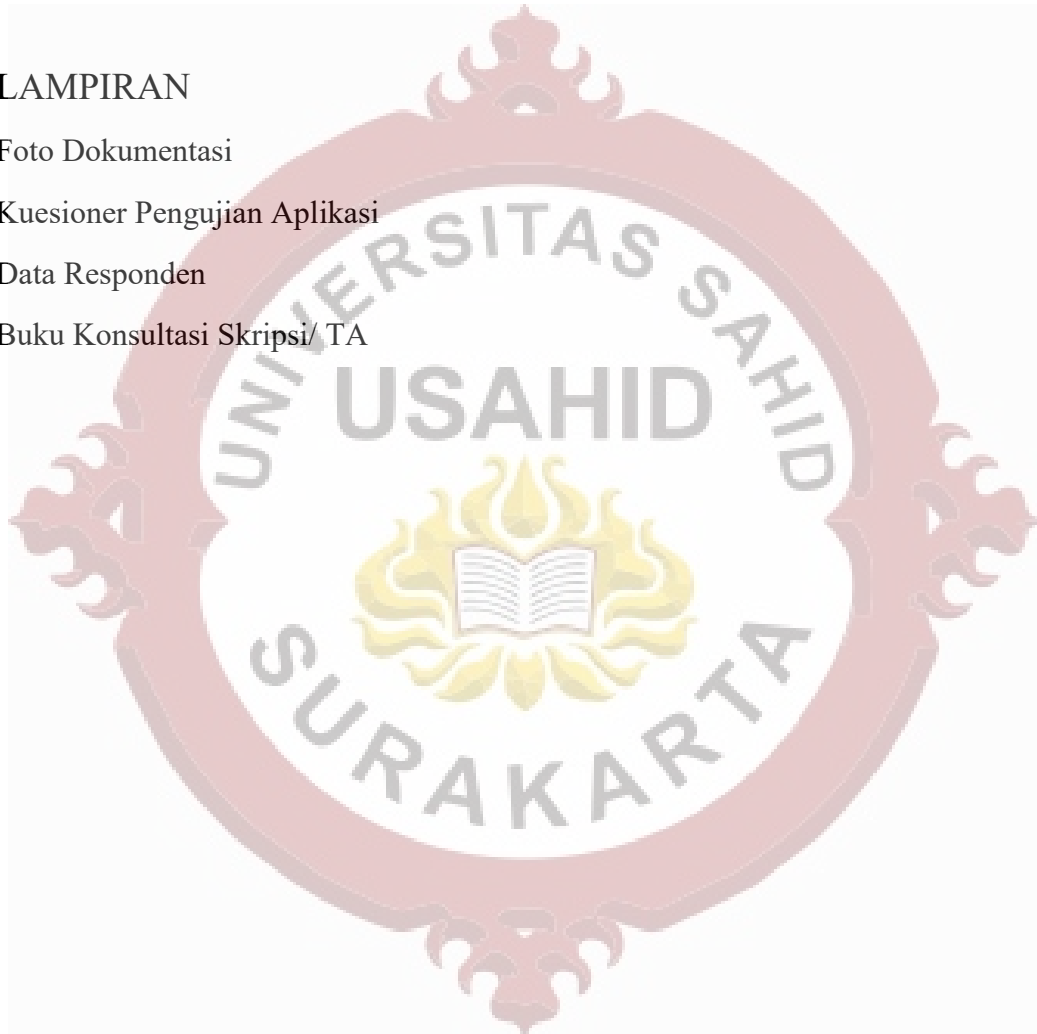 LAMPIRAN
Foto Dokumentasi
Kuesioner Pengujian Aplikasi
Data Responden
Buku Konsultasi Skripsi/ TA
UNIVERSITAS SAHID
USAHID
SURAKARTA